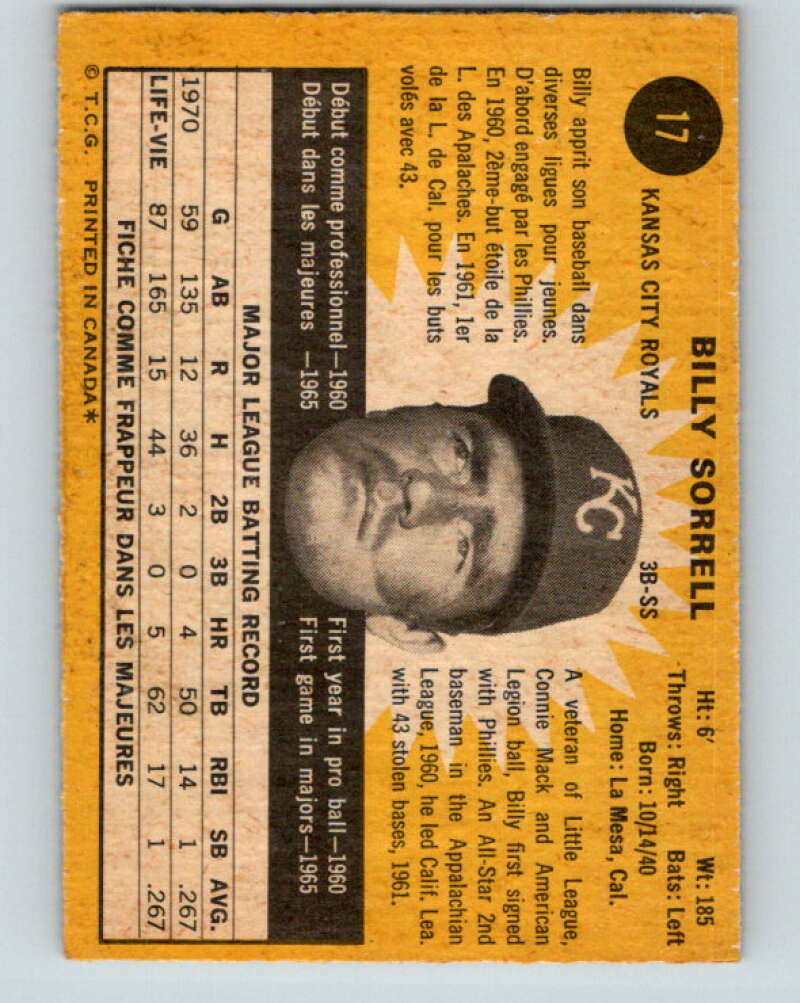 17
BILLY SORRELL
KANSAS CITY ROYALS
3B-SS
Ht: 6′ Wt: 185
Throws: Right Bats: Left
Born: 10/14/40
Home: La Mesa, Cal.
Billy apprit son baseball dans
diverses ligues pour jeunes.
D'abord engagé par les Phillies.
En 1960, 2ème-but étoile de la
L. des Apalaches. En 1961, 1er
de la L. de Cal. pour les buts
volés avec 43.
KC
A veteran of Little League,
Connie Mack and American
Legion ball, Billy first signed
with Phillies. An All-Star 2nd
baseman in the Appalachian
League, 1960, he led Calif. Lea.
with 43 stolen bases, 1961.
Début comme professionnel—1960
Début dans les majeures —1965
First year in pro ball—1960
First game in majors—1965
MAJOR LEAGUE BATTING RECORD
G AB R H 2B 3B HR TB RBI SB AVG.
1970 59 135 12 36 2 0 4 50 14 1 .267
LIFE-VIE 87 165 15 44 3 0 5 62 17 1 .267
FICHE COMME FRAPPEUR DANS LES MAJEURES
© T.C.G. PRINTED IN CANADA*